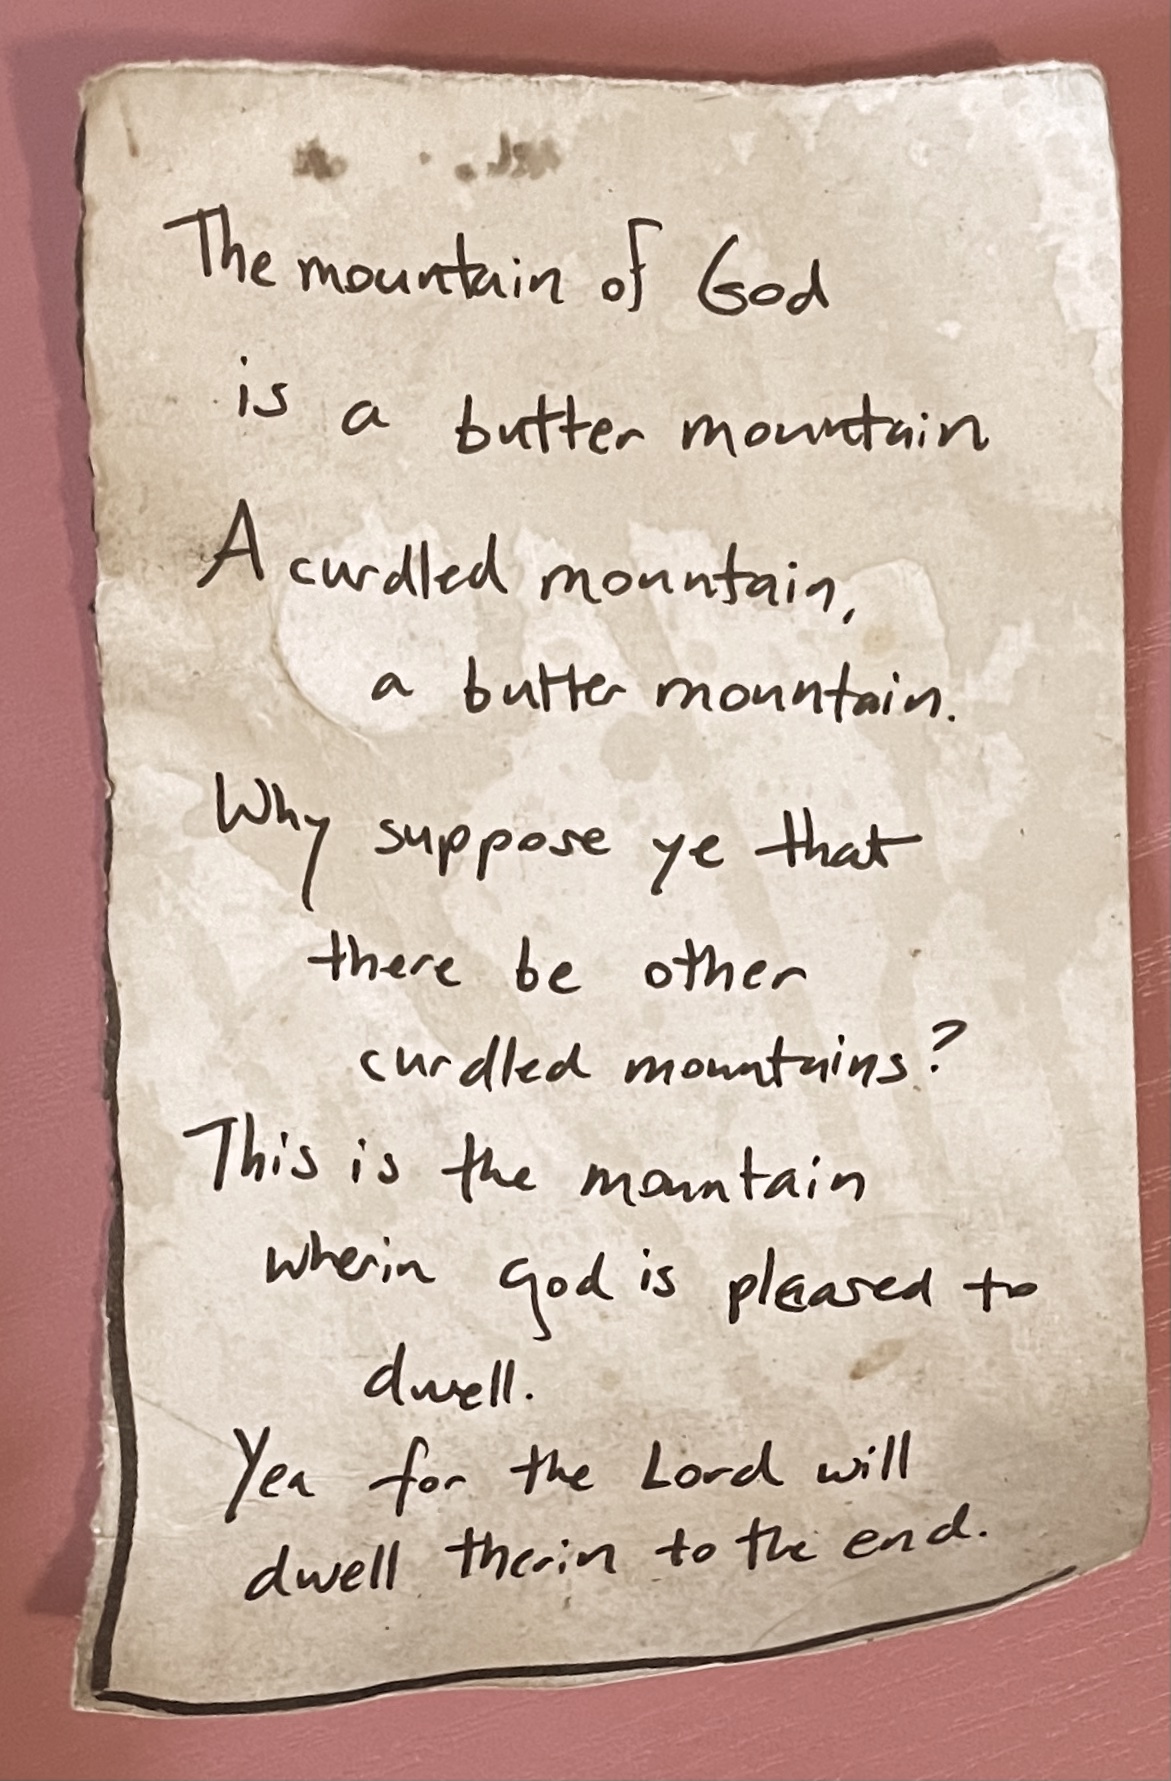 The mountain of God
is a butter mountain
A curdled mountain,
a butter mountain.
Why suppose ye that
there be other
curdled mountains?
This is the mountain
wherin god is pleased to
dwell.
Yea for the Lord will
dwell therin to the end.